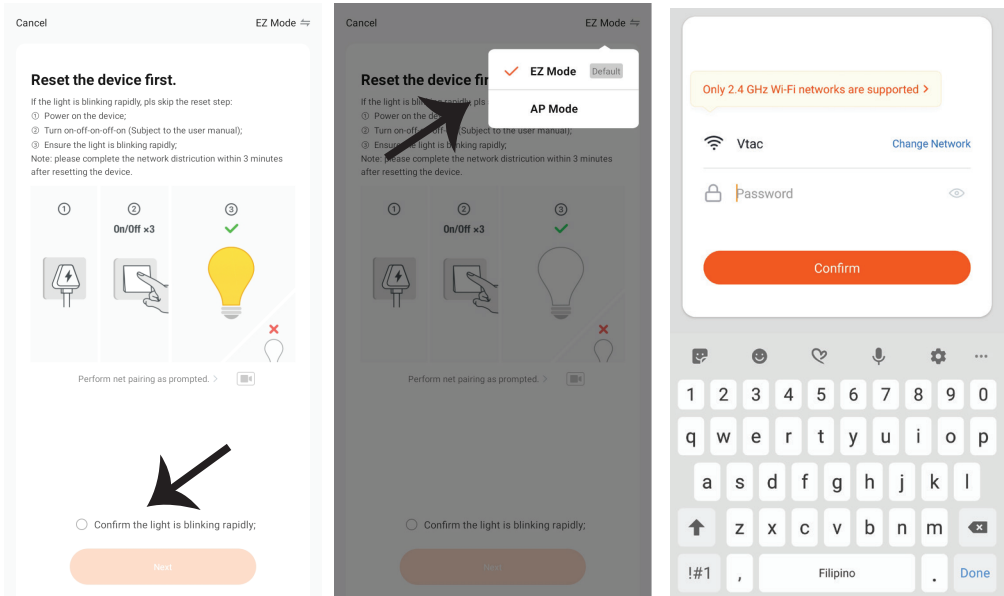 Cancel
EZ Mode
Reset the device first.
If the light is blinking rapidly, pls skip the reset step:
① Power on the device;
② Turn on-off-on-off-on (Subject to the user manual);
③ Ensure the light is blinking rapidly;
Note: please complete the network districution within 3 minutes
after resetting the device.
①
②
③
On/Off ×3
Perform net pairing as prompted. >
Confirm the light is blinking rapidly;
Next
Cancel
EZ Mode
EZ Mode Default
AP Mode
Reset the device fir
If the light is blinking rapidly, pls
① Power on the de
② Turn on-off- off- (Subject to the user manual);
③ Ensure light is blinking rapidly;
Note: please complete the network districution within 3 minutes
after resetting the device.
①
②
③
On/Off ×3
Perform net pairing as prompted. >
Confirm the light is blinking rapidly;
Next
Only 2.4 GHz Wi-Fi networks are supported >
Vtac
Change Network
Password
Confirm
1 2 3 4 5 6 7 8 9 0
q w e r t y u i o p
a s d f g h j k l
z x c v b n m
!#1 , Filipino . Done